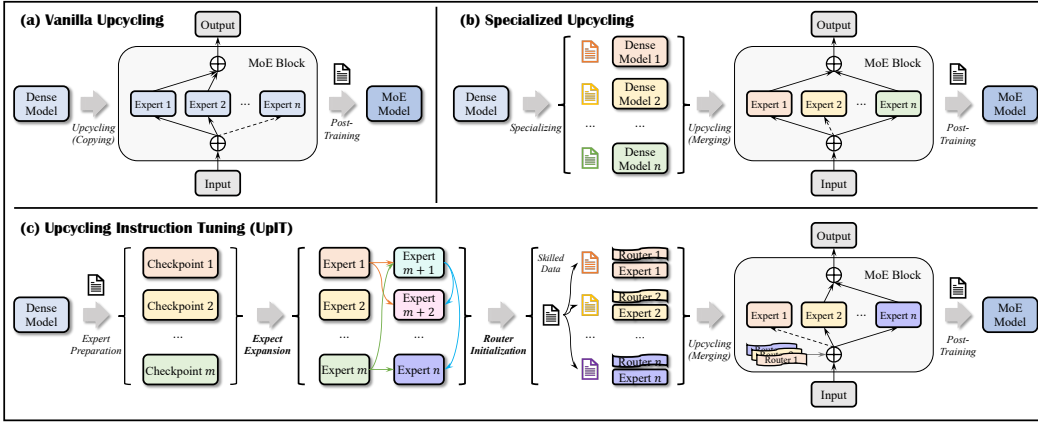 (a) Vanilla Upcycling
Output
MoE Block
Dense
Model
Upcycling
(Copying)
Expert 1
Expert 2
...
Expert n
Post-
Training
MoE
Model
Input
(b) Specialized Upcycling
Dense
Model
Specializing
Dense
Model 1
Dense
Model 2
...
...
Dense
Model n
Upcycling
(Merging)
Output
MoE Block
Expert 1
Expert 2
...
Expert n
Input
Post-
Training
MoE
Model
(c) Upcycling Instruction Tuning (UpIT)
Dense
Model
Expert
Preparation
Checkpoint 1
Checkpoint 2
...
Checkpoint m
Expect
Expansion
Expert 1
Expert
m + 1
Expert 2
Expert
m + 2
...
...
Expert m
Expert n
Router
Initialization
Skilled
Data
Router 1
Expert 1
Router 2
Expert 2
...
...
Router n
Expert n
Upcycling
(Merging)
Output
MoE Block
Expert 1
Expert 2
...
Expert n
Router 1
Input
Post-
Training
MoE
Model